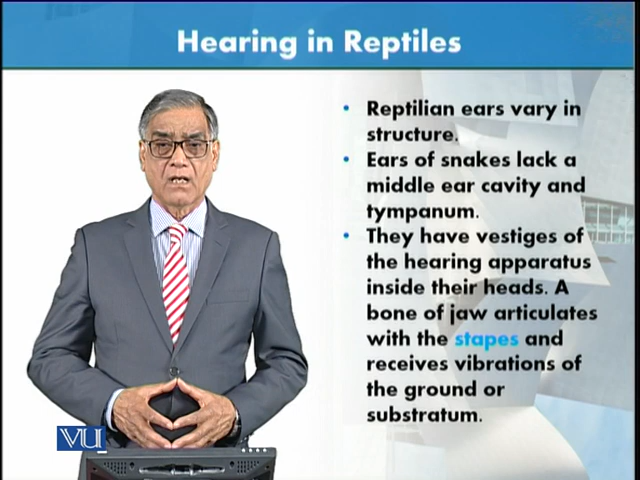 Hearing in Reptiles
• Reptilian ears vary in
structure.
• Ears of snakes lack a
middle ear cavity and
tympanum.
• They have vestiges of
the hearing apparatus
inside their heads. A
bone of jaw articulates
with the stapes and
receives vibrations of
the ground or
substratum.
VU